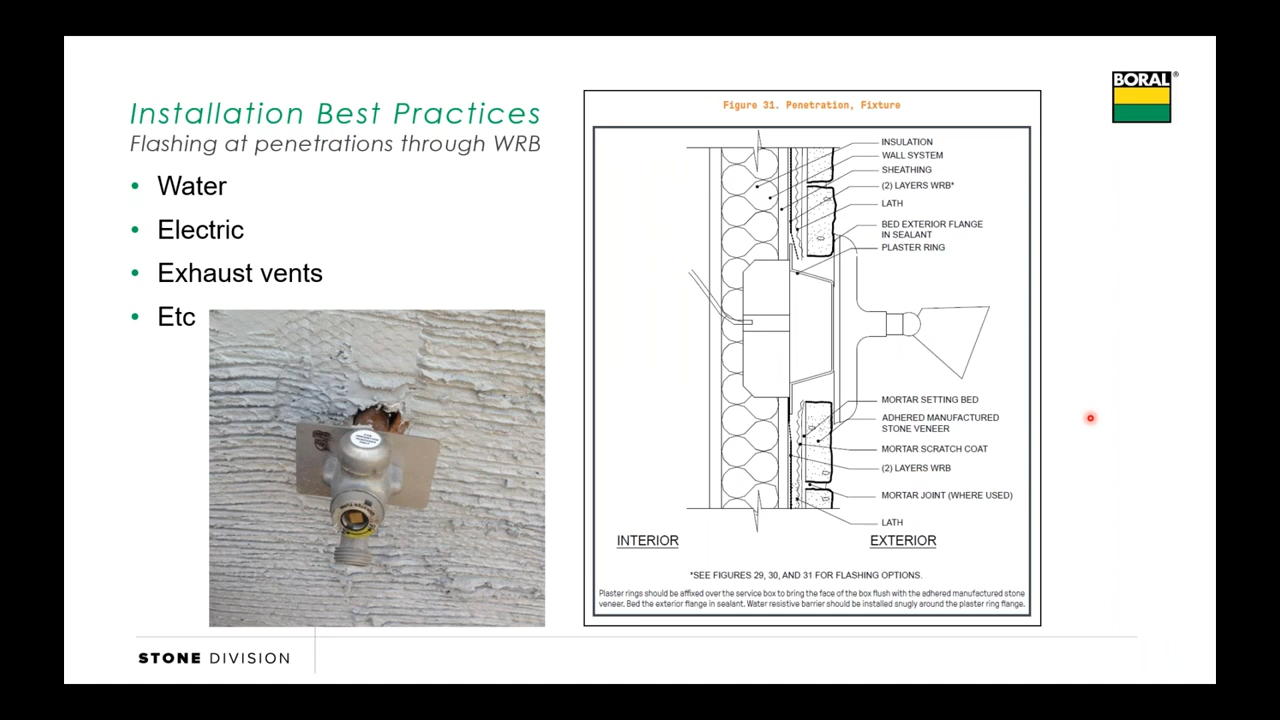 BORAL®
Installation Best Practices
Flashing at penetrations through WRB
• Water
• Electric
• Exhaust vents
• Etc
Figure 31. Penetration, Fixture
INSULATION
WALL SYSTEM
SHEATHING
(2) LAYERS WRB*
LATH
BED EXTERIOR FLANGE
IN SEALANT
PLASTER RING
MORTAR SETTING BED
ADHERED MANUFACTURED
STONE VENEER
MORTAR SCRATCH COAT
(2) LAYERS WRB
MORTAR JOINT (WHERE USED)
LATH
INTERIOR
EXTERIOR
*SEE FIGURES 29, 30, AND 31 FOR FLASHING OPTIONS.
Plaster rings should be affixed over the service box to bring the face of the box flush with the adhered manufactured stone
veneer. Bed the exterior flange in sealant. Water resistive barrier should be installed snugly around the plaster ring flange.
STONE DIVISION